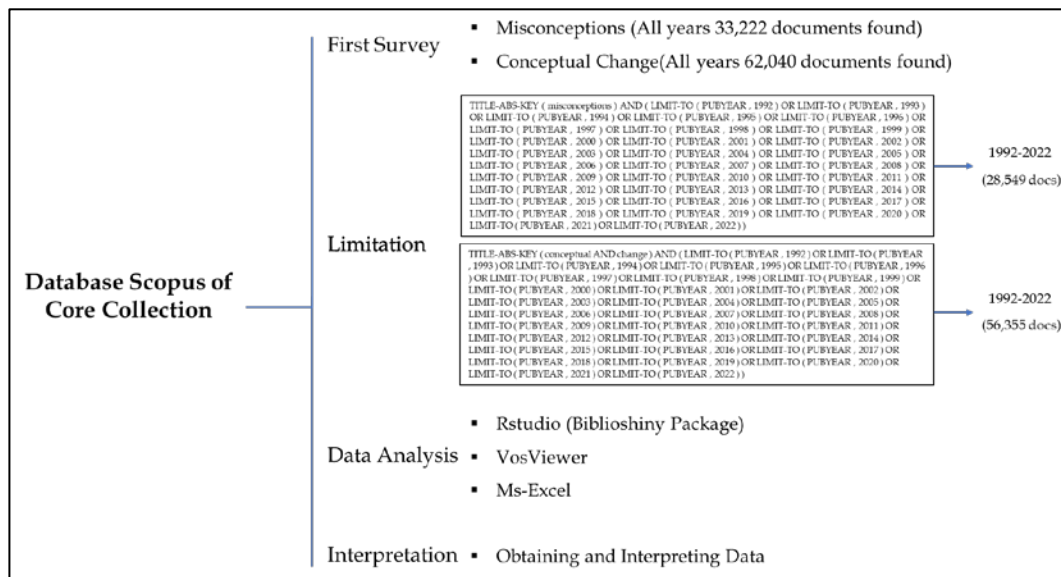 First Survey
▪ Misconceptions (All years 33,222 documents found)
▪ Conceptual Change(All years 62,040 documents found)
TITLE-ABS-KEY ( misconceptions) AND ( LIMIT-TO ( PUBYEAR , 1992) OR LIMIT-TO ( PUBYEAR , 1993)
OR LIMIT-TO ( PUBYEAR , 1994) OR LIMIT-TO ( PUBYEAR , 1995) OR LIMIT-TO ( PUBYEAR , 1996) OR
LIMIT-TO ( PUBYEAR , 1997) OR LIMIT-TO ( PUBYEAR , 1998) OR LIMIT-TO ( PUBYEAR , 1999) OR
LIMIT-TO ( PUBYEAR , 2000) OR LIMIT-TO ( PUBYEAR , 2001) OR LIMIT-TO ( PUBYEAR , 2002) OR
LIMIT-TO ( PUBYEAR , 2003) OR LIMIT-TO ( PUBYEAR , 2004) OR LIMIT-TO ( PUBYEAR , 2005) OR
LIMIT-TO ( PUBYEAR , 2006) OR LIMIT-TO ( PUBYEAR , 2007) OR LIMIT-TO ( PUBYEAR , 2008) OR
LIMIT-TO ( PUBYEAR , 2009) OR LIMIT-TO ( PUBYEAR , 2010) OR LIMIT-TO ( PUBYEAR , 2011) OR
LIMIT-TO ( PUBYEAR , 2012) OR LIMIT-TO ( PUBYEAR , 2013) OR LIMIT-TO ( PUBYEAR , 2014) OR
LIMIT-TO ( PUBYEAR , 2015) OR LIMIT-TO ( PUBYEAR , 2016) OR LIMIT-TO ( PUBYEAR , 2017) OR
LIMIT-TO ( PUBYEAR , 2018) OR LIMIT-TO ( PUBYEAR , 2019) OR LIMIT-TO ( PUBYEAR , 2020) OR
LIMIT-TO ( PUBYEAR , 2021) OR LIMIT-TO ( PUBYEAR , 2022))
1992-2022
(28,549 docs)
Limitation
TITLE-ABS-KEY ( conceptual AND change) AND ( LIMIT-TO ( PUBYEAR , 1992) OR LIMIT-TO ( PUBYEAR
, 1993) OR LIMIT-TO ( PUBYEAR , 1994) OR LIMIT-TO ( PUBYEAR , 1995) OR LIMIT-TO ( PUBYEAR , 1996
) OR LIMIT-TO ( PUBYEAR , 1997) OR LIMIT-TO ( PUBYEAR , 1998) OR LIMIT-TO ( PUBYEAR , 1999) OR
LIMIT-TO ( PUBYEAR , 2000) OR LIMIT-TO ( PUBYEAR , 2001) OR LIMIT-TO ( PUBYEAR , 2002) OR
LIMIT-TO ( PUBYEAR , 2003) OR LIMIT-TO ( PUBYEAR , 2004) OR LIMIT-TO ( PUBYEAR , 2005) OR
LIMIT-TO ( PUBYEAR , 2006) OR LIMIT-TO ( PUBYEAR , 2007) OR LIMIT-TO ( PUBYEAR , 2008) OR
LIMIT-TO ( PUBYEAR , 2009) OR LIMIT-TO ( PUBYEAR , 2010) OR LIMIT-TO ( PUBYEAR , 2011) OR
LIMIT-TO ( PUBYEAR , 2012) OR LIMIT-TO ( PUBYEAR , 2013) OR LIMIT-TO ( PUBYEAR , 2014) OR
LIMIT-TO ( PUBYEAR , 2015) OR LIMIT-TO ( PUBYEAR , 2016) OR LIMIT-TO ( PUBYEAR , 2017) OR
LIMIT-TO ( PUBYEAR , 2018) OR LIMIT-TO ( PUBYEAR , 2019) OR LIMIT-TO ( PUBYEAR , 2020) OR
LIMIT-TO ( PUBYEAR , 2021) OR LIMIT-TO ( PUBYEAR , 2022))
1992-2022
(56,355 docs)
Database Scopus of
Core Collection
Data Analysis
▪ Rstudio (Biblioshiny Package)
▪ VosViewer
▪ Ms-Excel
Interpretation
▪ Obtaining and Interpreting Data